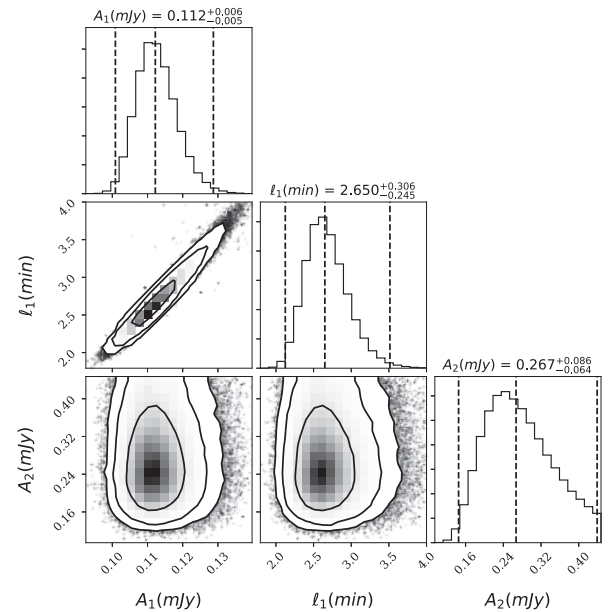 A₁(mJy) = 0.112⁺⁰·⁰⁰⁶₋₀.₀₀₅
ℓ₁(min) = 2.650⁺⁰·³⁰⁶₋₀.₂₄₅
4.0
3.5
3.0
2.5
2.0
ℓ₁(min)
A₂(mJy) = 0.267⁺⁰·⁰⁸⁶₋₀.₀₆₄
0.40
0.32
0.24
0.16
A₂(mJy)
0.10 0.11 0.12 0.13 2.0 2.5 3.0 3.5 4.0 0.16 0.24 0.32 0.40
A₁(mJy) ℓ₁(min) A₂(mJy)